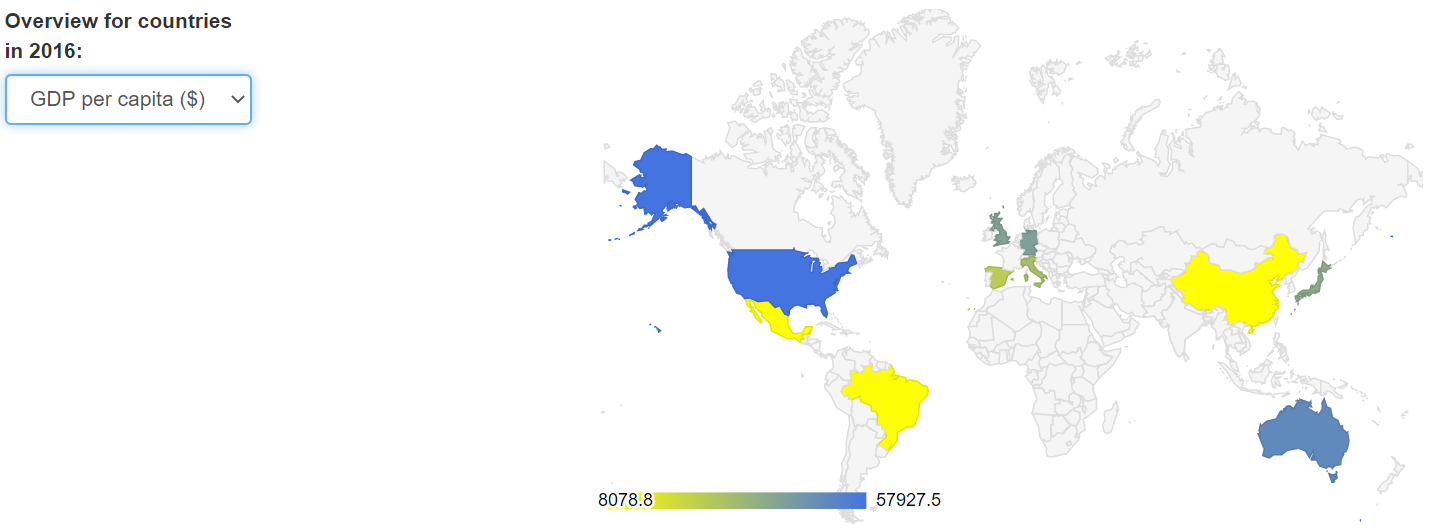 Overview for countries
in 2016:
GDP per capita ($)
8078.8
57927.5